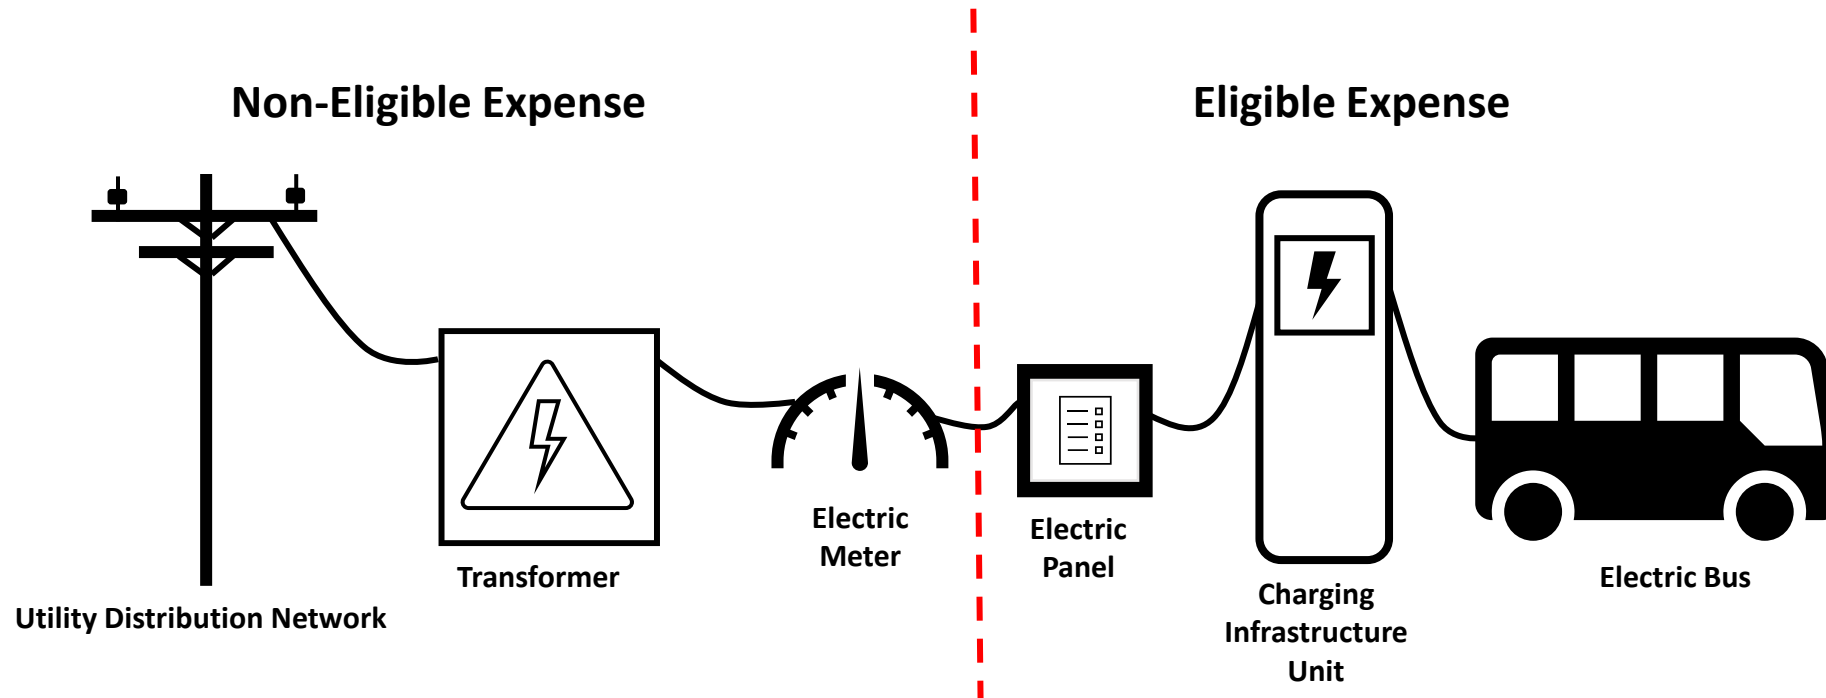 Non-Eligible Expense
Eligible Expense
Utility Distribution Network
Transformer
Electric
Meter
Electric
Panel
Charging
Infrastructure
Unit
Electric Bus